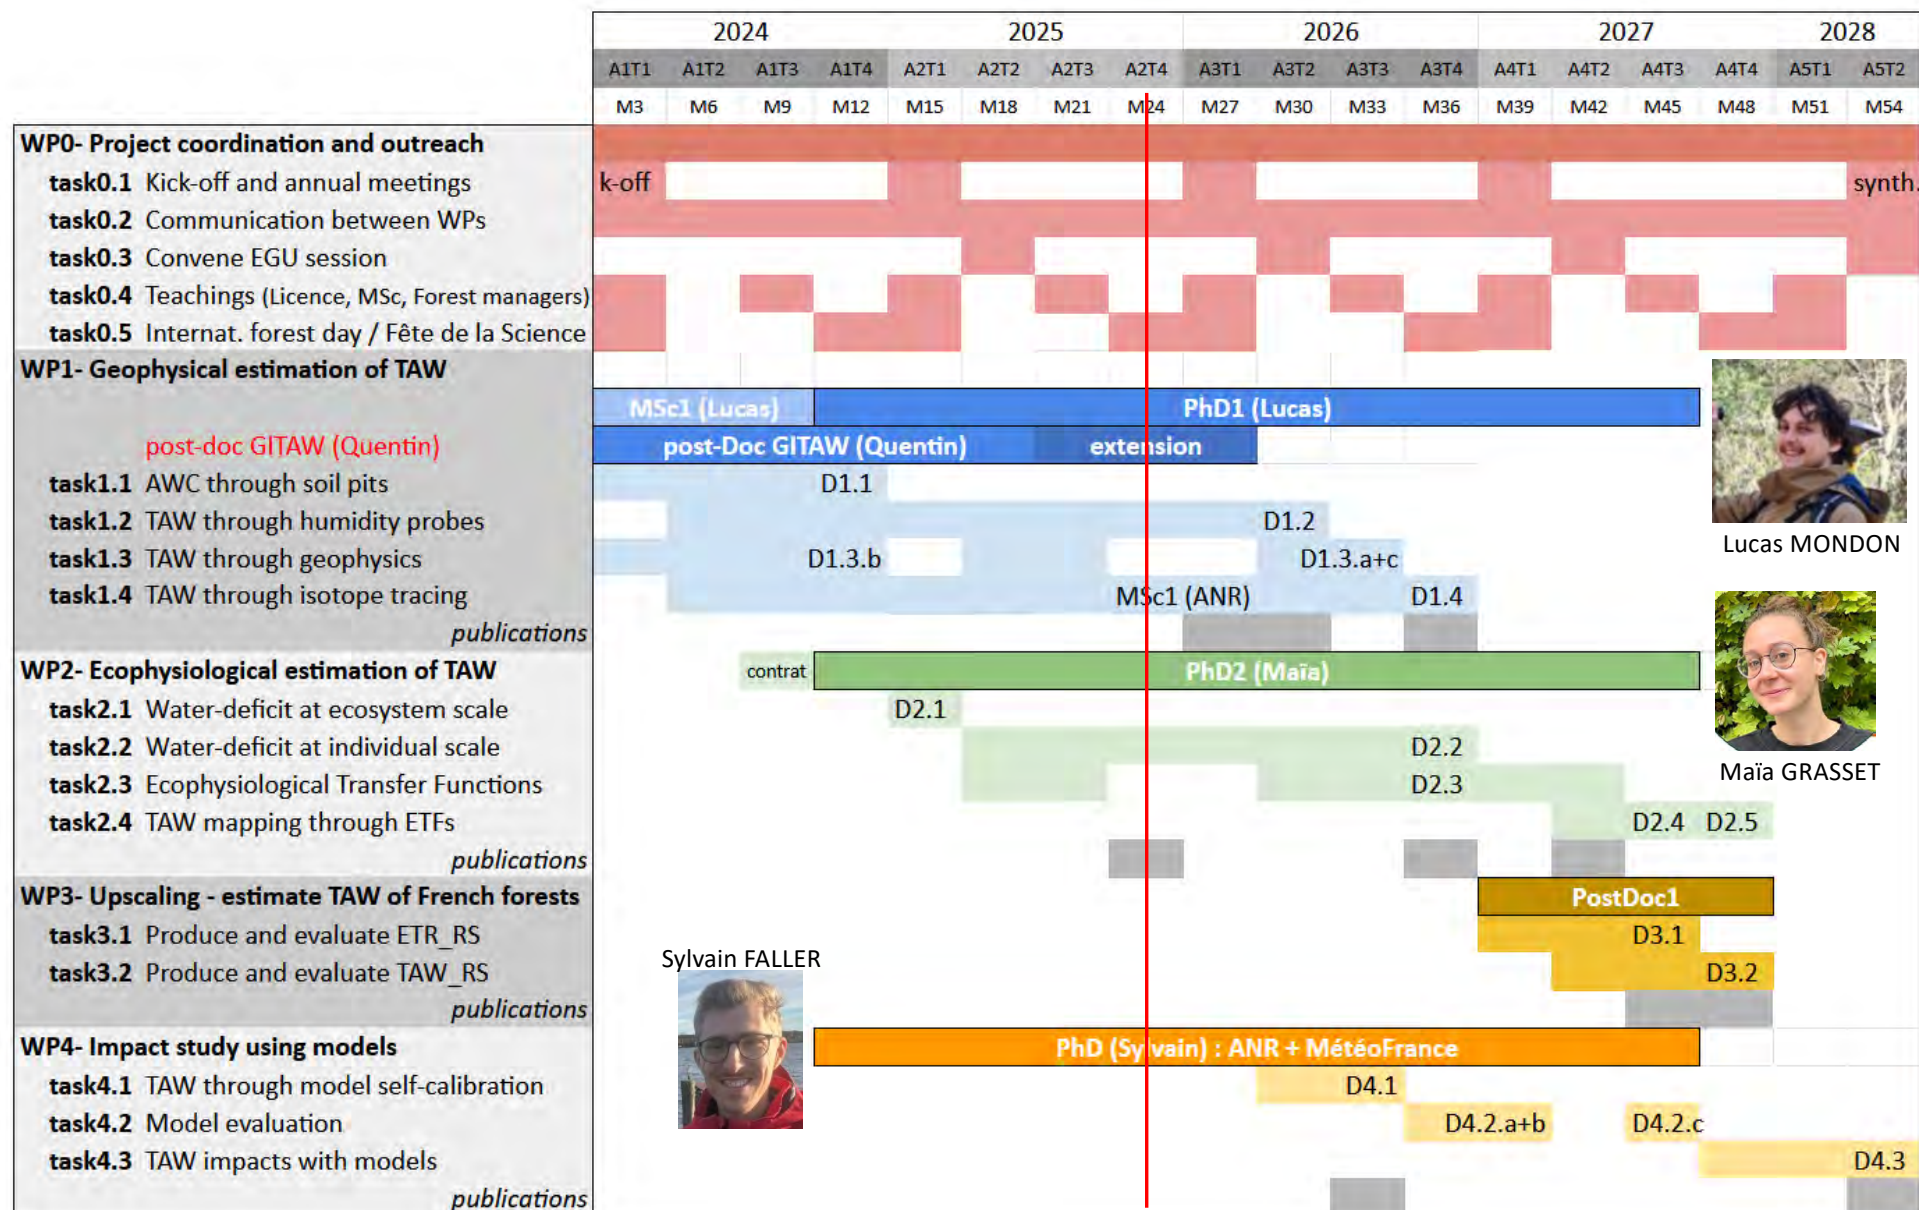 2024 2025 2026 2027 2028
A1T1 A1T2 A1T3 A1T4 A2T1 A2T2 A2T3 A2T4 A3T1 A3T2 A3T3 A3T4 A4T1 A4T2 A4T3 A4T4 A5T1 A5T2
M3 M6 M9 M12 M15 M18 M21 M24 M27 M30 M33 M36 M39 M42 M45 M48 M51 M54
WP0- Project coordination and outreach
task0.1 Kick-off and annual meetings k-off synth.
task0.2 Communication between WPs
task0.3 Convene EGU session
task0.4 Teachings (Licence, MSc, Forest managers)
task0.5 Internat. forest day / Fête de la Science
WP1- Geophysical estimation of TAW
MSc1 (Lucas) PhD1 (Lucas)
post-doc GITAW (Quentin) post-Doc GITAW (Quentin) extension
task1.1 AWC through soil pits D1.1
task1.2 TAW through humidity probes D1.2
Lucas MONDON
task1.3 TAW through geophysics D1.3.b D1.3.a+c
task1.4 TAW through isotope tracing MSc1 (ANR) D1.4
publications
WP2- Ecophysiological estimation of TAW contrat PhD2 (Maïa)
task2.1 Water-deficit at ecosystem scale D2.1
task2.2 Water-deficit at individual scale D2.2
Maïa GRASSET
task2.3 Ecophysiological Transfer Functions D2.3
task2.4 TAW mapping through ETFs D2.4 D2.5
publications
WP3- Upscaling - estimate TAW of French forests PostDoc1
task3.1 Produce and evaluate ETR_RS D3.1
Sylvain FALLER
task3.2 Produce and evaluate TAW_RS D3.2
publications
WP4- Impact study using models PhD (Sylvain) : ANR + MétéoFrance
task4.1 TAW through model self-calibration D4.1
task4.2 Model evaluation D4.2.a+b D4.2.c
task4.3 TAW impacts with models D4.3
publications